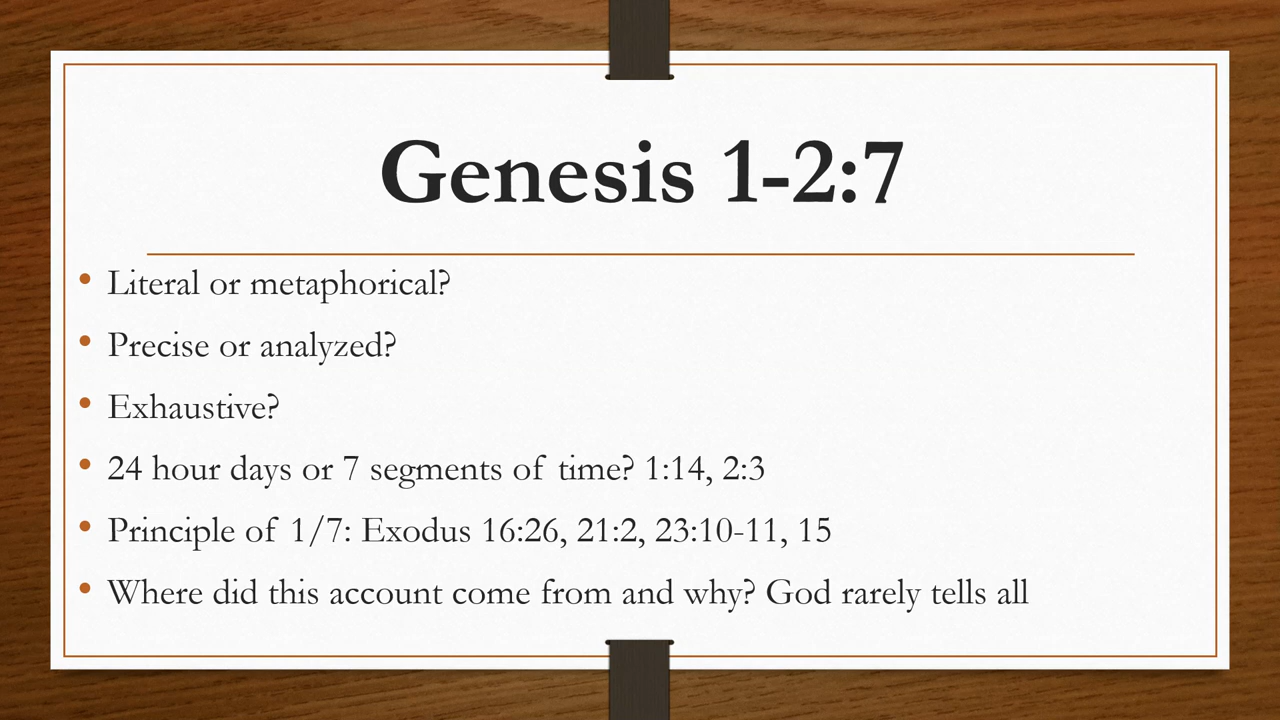 Genesis 1-2:7
• Literal or metaphorical?
• Precise or analyzed?
• Exhaustive?
• 24 hour days or 7 segments of time? 1:14, 2:3
• Principle of 1/7: Exodus 16:26, 21:2, 23:10-11, 15
• Where did this account come from and why? God rarely tells all